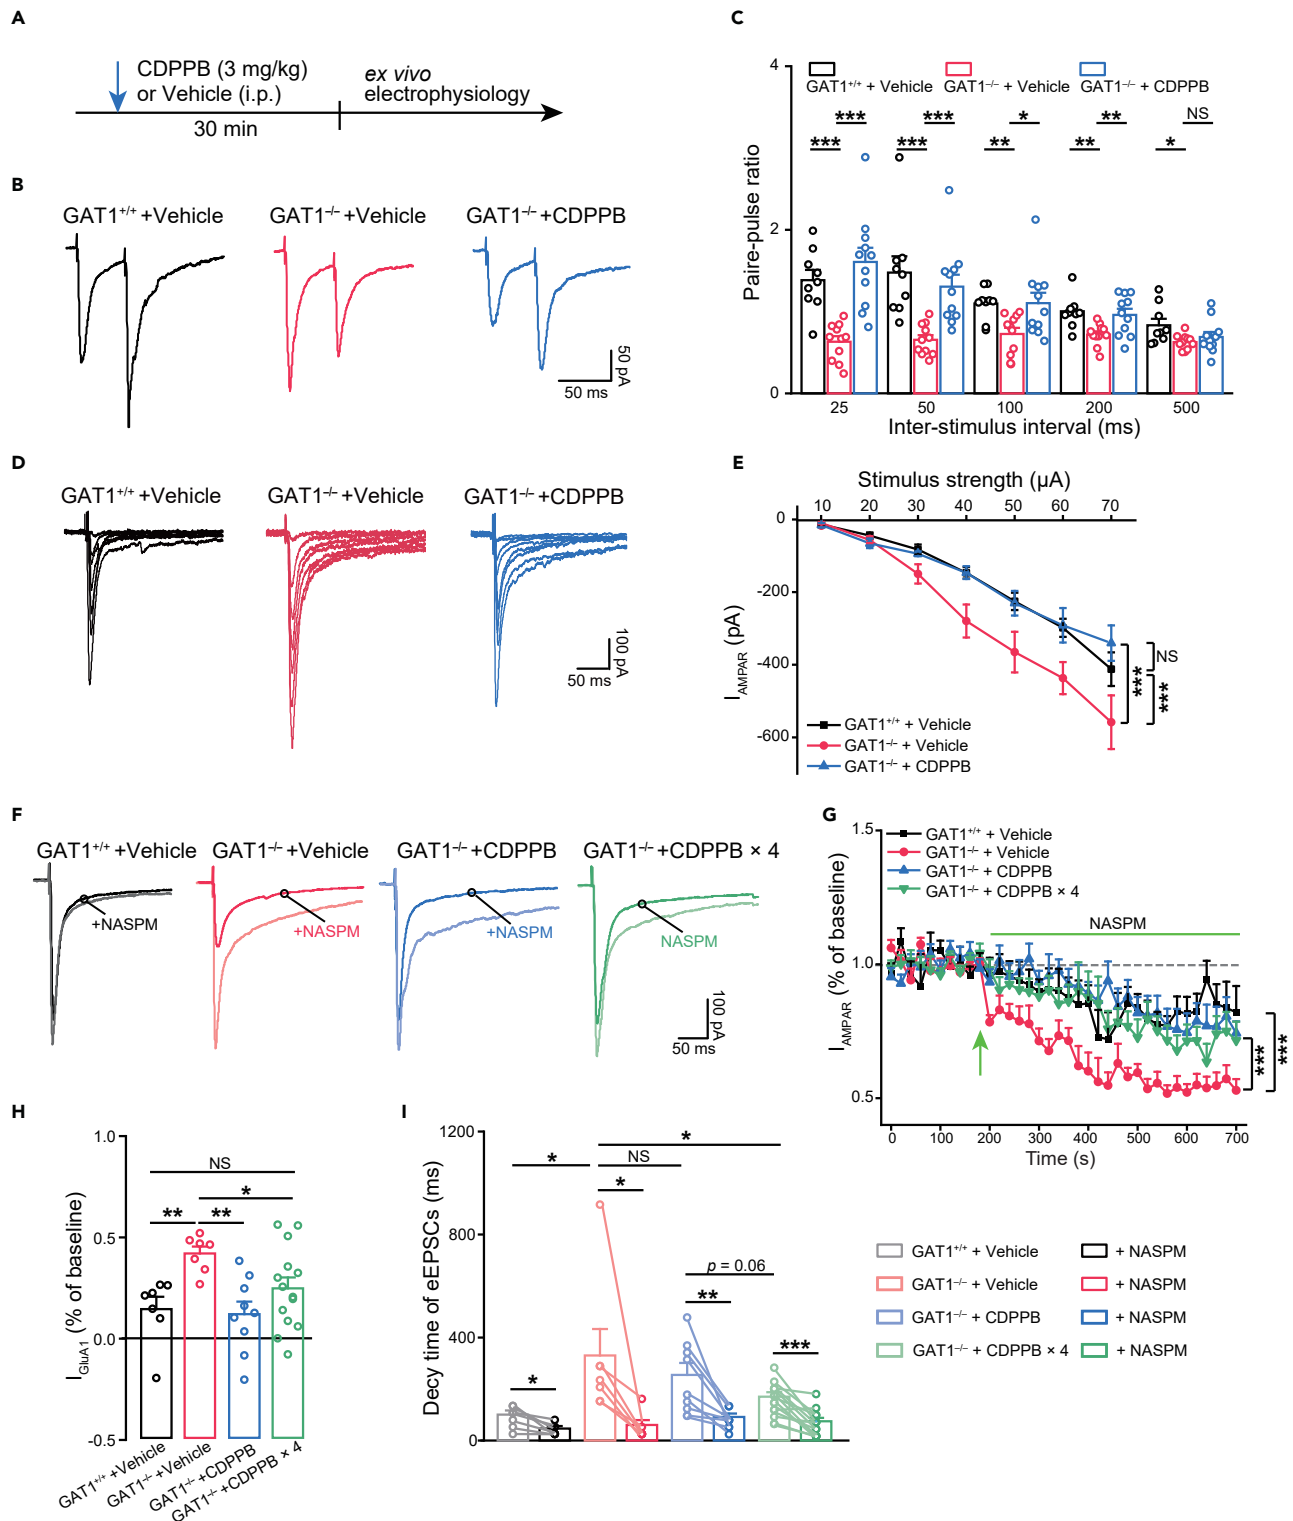 A
CDPPB (3 mg/kg)
or Vehicle (i.p.)
30 min
ex vivo
electrophysiology
B
GAT1+/+ +Vehicle
GAT1–/– +Vehicle
GAT1–/– +CDPPB
50 pA
50 ms
C
Paire-pulse ratio
4
2
0
GAT1+/+ + Vehicle
GAT1–/– + Vehicle
GAT1–/– + CDPPB
*** *** * ** NS
*** *** ** ** *
25 50 100 200 500
Inter-stimulus interval (ms)
D
GAT1+/+ +Vehicle
GAT1–/– +Vehicle
GAT1–/– +CDPPB
100 pA
50 ms
E
Stimulus strength (µA)
10 20 30 40 50 60 70
0
-200
-400
-600
IAMPAR (pA)
NS
***
***
GAT1+/+ + Vehicle
GAT1–/– + Vehicle
GAT1–/– + CDPPB
F
GAT1+/+ +Vehicle
GAT1–/– +Vehicle
GAT1–/– +CDPPB
GAT1–/– +CDPPB × 4
+NASPM
+NASPM
+NASPM
NASPM
100 pA
50 ms
G
IAMPAR (% of baseline)
1.5
1.0
0.5
GAT1+/+ + Vehicle
GAT1–/– + Vehicle
GAT1–/– + CDPPB
GAT1–/– + CDPPB × 4
NASPM
***
***
0 100 200 300 400 500 600 700
Time (s)
H
IGluA1 (% of baseline)
1.0
0.5
0.0
-0.5
NS
*
** **
GAT1+/+ +Vehicle
GAT1–/– +Vehicle
GAT1–/– +CDPPB
GAT1–/– +CDPPB × 4
I
Decy time of eEPSCs (ms)
1200
800
400
0
*
* NS
*
p = 0.06
**
***
*
GAT1+/+ + Vehicle + NASPM
GAT1–/– + Vehicle + NASPM
GAT1–/– + CDPPB + NASPM
GAT1–/– + CDPPB × 4 + NASPM